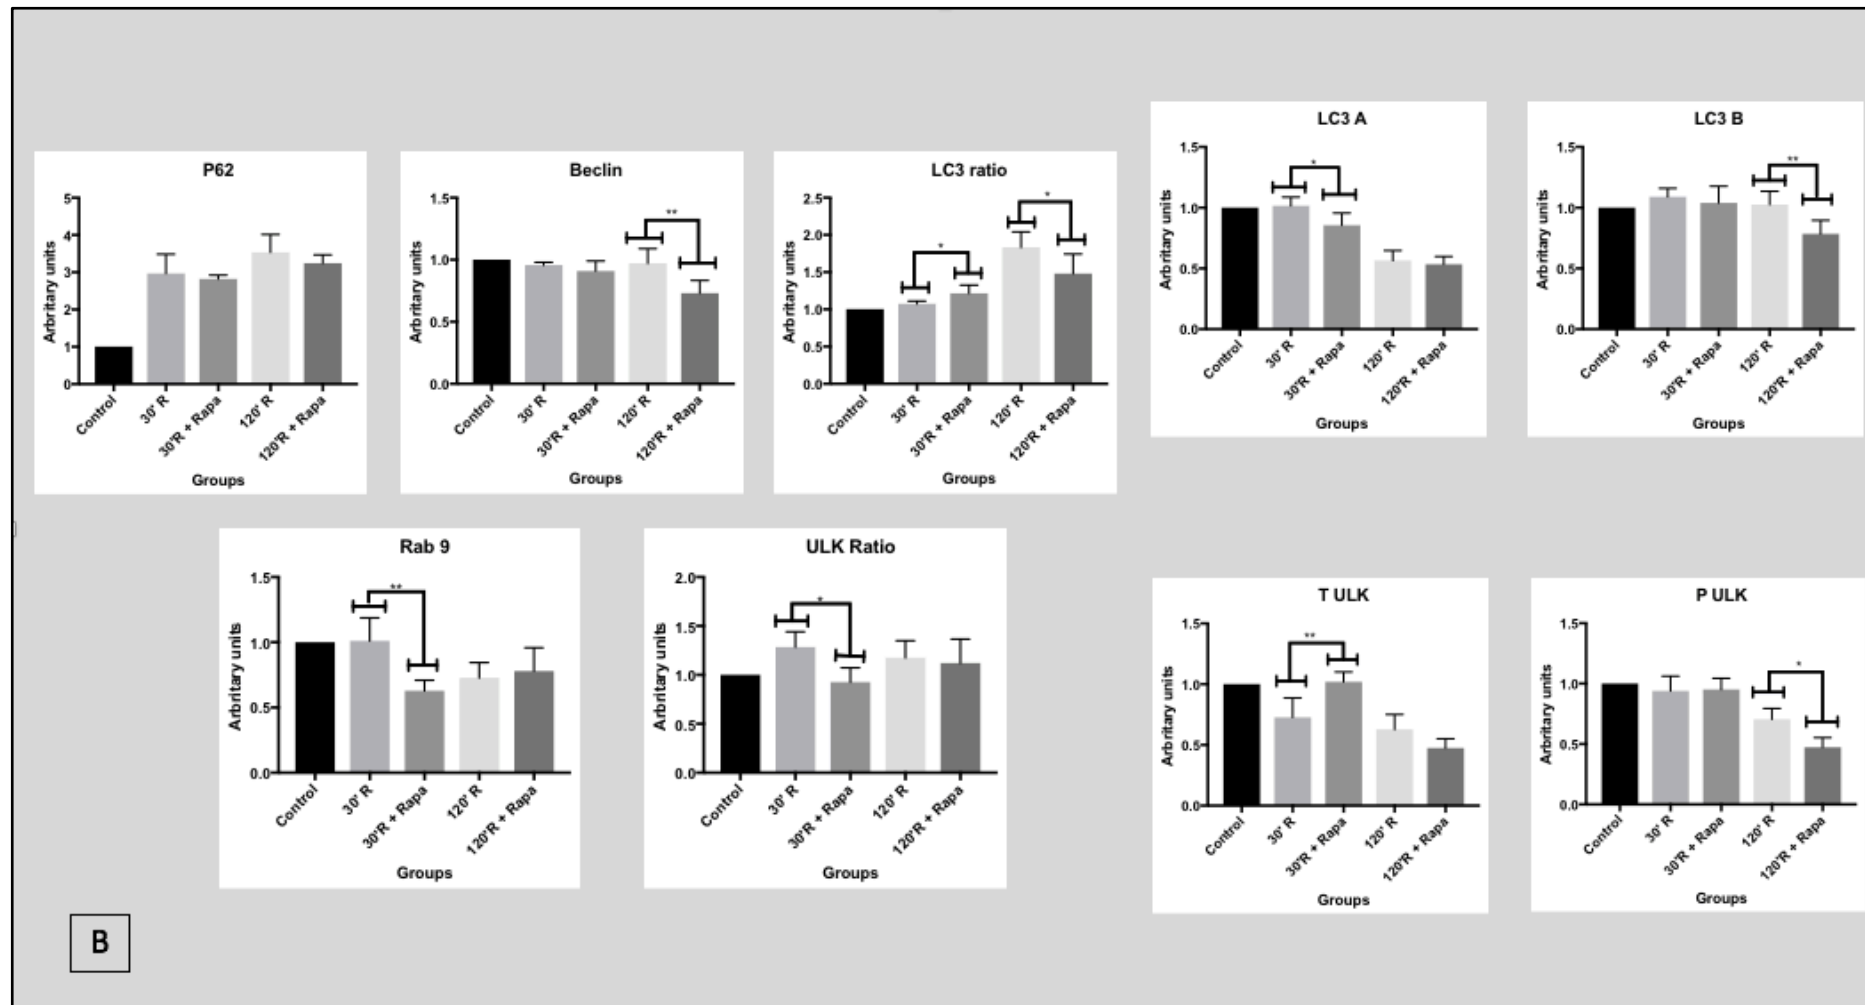 P62
Arbritary units
5
4
3
2
1
0
Control
30' R
30'R + Rapa
120' R
120'R + Rapa
Groups
Beclin
Arbritary units
1.5
1.0
0.5
0.0
**
Control
30' R
30'R + Rapa
120' R
120'R + Rapa
Groups
LC3 ratio
Arbritary units
2.5
2.0
1.5
1.0
0.5
0.0
*
*
Control
30' R
30'R + Rapa
120' R
120'R + Rapa
Groups
LC3 A
Arbritary units
1.5
1.0
0.5
0.0
*
Control
30' R
30'R + Rapa
120' R
120'R + Rapa
Groups
LC3 B
Arbritary units
1.5
1.0
0.5
0.0
**
Control
30' R
30'R + Rapa
120' R
120'R + Rapa
Groups
Rab 9
Arbritary units
1.5
1.0
0.5
0.0
**
Control
30' R
30'R + Rapa
120' R
120'R + Rapa
Groups
ULK Ratio
Arbritary units
2.0
1.5
1.0
0.5
0.0
*
Control
30' R
30'R + Rapa
120' R
120'R + Rapa
Groups
T ULK
Arbritary units
1.5
1.0
0.5
0.0
**
Control
30' R
30'R + Rapa
120' R
120'R + Rapa
Groups
P ULK
Arbritary units
1.5
1.0
0.5
0.0
*
Control
30' R
30'R + Rapa
120' R
120'R + Rapa
Groups
B